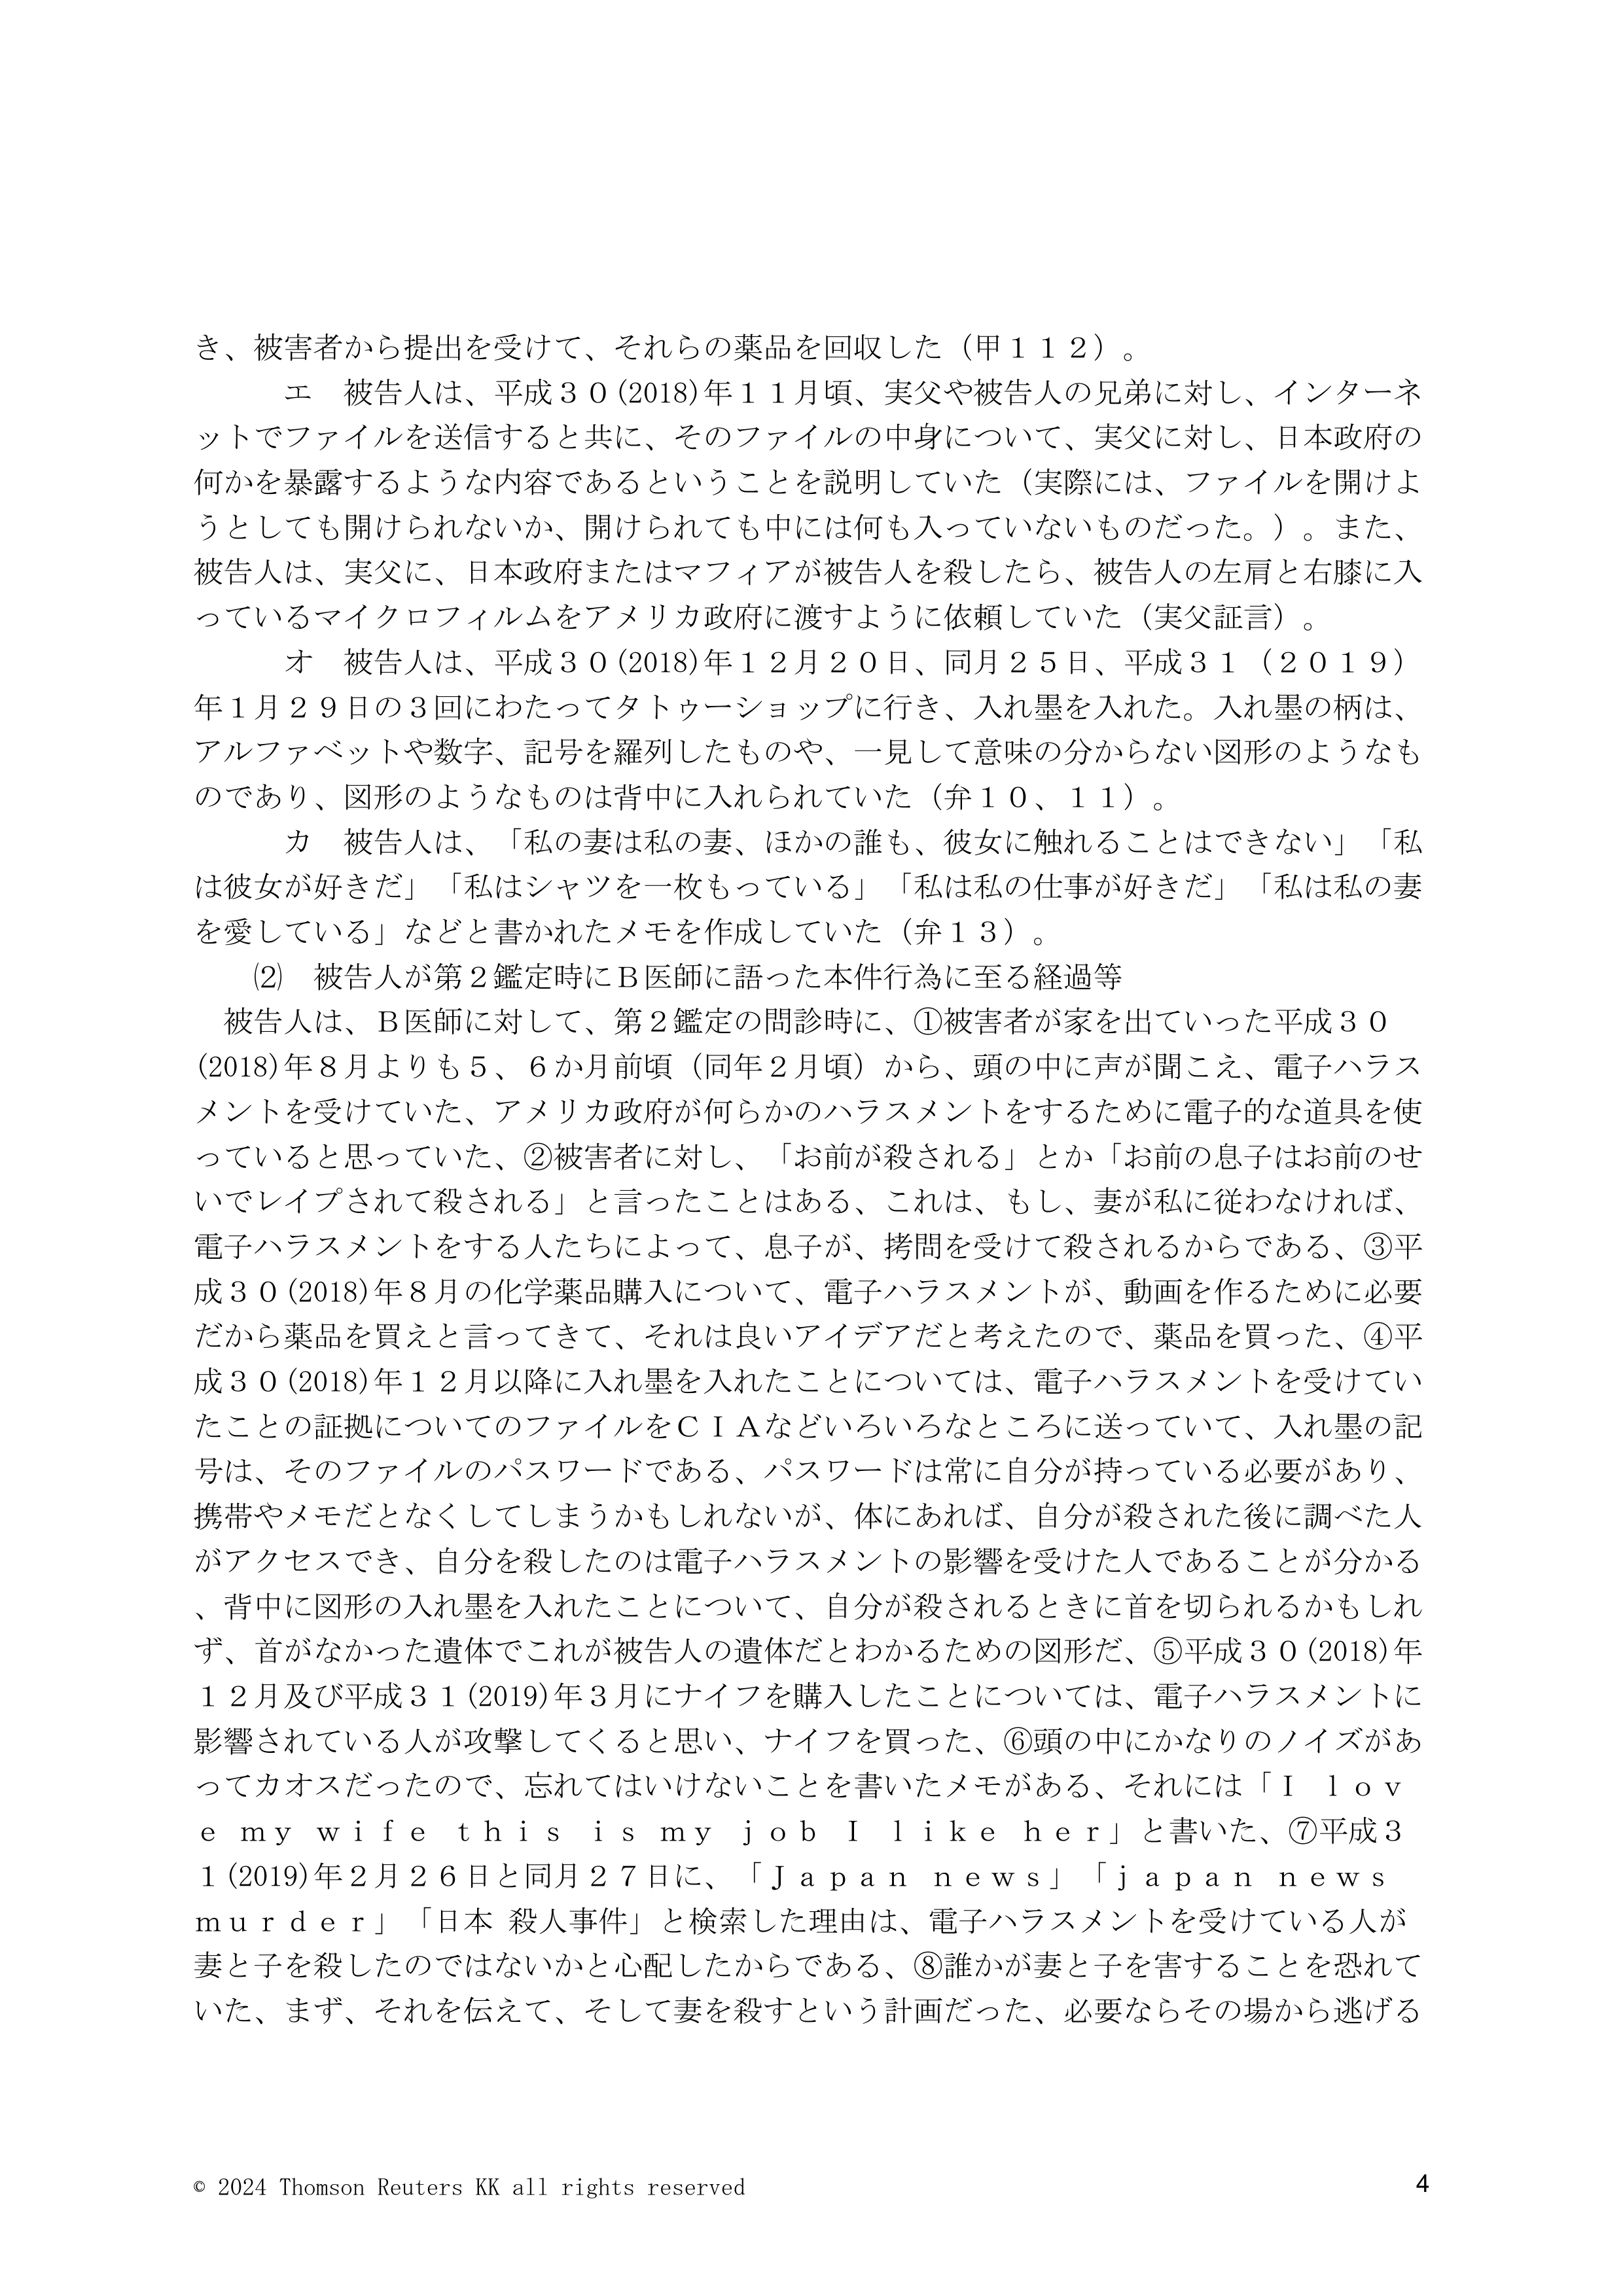 き、被害者から提出を受けて、それらの薬品を回収した（甲１１２）。
エ　被告人は、平成３０(2018)年１１月頃、実父や被告人の兄弟に対し、インターネ
ットでファイルを送信すると共に、そのファイルの中身について、実父に対し、日本政府の
何かを暴露するような内容であるということを説明していた（実際には、ファイルを開けよ
うとしても開けられないか、開けられても中には何も入っていないものだった。）。また、
被告人は、実父に、日本政府またはマフィアが被告人を殺したら、被告人の左肩と右膝に入
っているマイクロフィルムをアメリカ政府に渡すように依頼していた（実父証言）。
オ　被告人は、平成３０(2018)年１２月２０日、同月２５日、平成３１（２０１９）
年１月２９日の３回にわたってタトゥーショップに行き、入れ墨を入れた。入れ墨の柄は、
アルファベットや数字、記号を羅列したものや、一見して意味の分からない図形のようなも
のであり、図形のようなものは背中に入れられていた（弁１０、１１）。
カ　被告人は、「私の妻は私の妻、ほかの誰も、彼女に触れることはできない」「私
は彼女が好きだ」「私はシャツを一枚もっている」「私は私の仕事が好きだ」「私は私の妻
を愛している」などと書かれたメモを作成していた（弁１３）。
⑵　被告人が第２鑑定時にＢ医師に語った本件行為に至る経過等
被告人は、Ｂ医師に対して、第２鑑定の問診時に、①被害者が家を出ていった平成３０
(2018)年８月よりも５、６か月前頃（同年２月頃）から、頭の中に声が聞こえ、電子ハラス
メントを受けていた、アメリカ政府が何らかのハラスメントをするために電子的な道具を使
っていると思っていた、②被害者に対し、「お前が殺される」とか「お前の息子はお前のせ
いでレイプされて殺される」と言ったことはある、これは、もし、妻が私に従わなければ、
電子ハラスメントをする人たちによって、息子が、拷問を受けて殺されるからである、③平
成３０(2018)年８月の化学薬品購入について、電子ハラスメントが、動画を作るために必要
だから薬品を買えと言ってきて、それは良いアイデアだと考えたので、薬品を買った、④平
成３０(2018)年１２月以降に入れ墨を入れたことについては、電子ハラスメントを受けてい
たことの証拠についてのファイルをＣＩＡなどいろいろなところに送っていて、入れ墨の記
号は、そのファイルのパスワードである、パスワードは常に自分が持っている必要があり、
携帯やメモだとなくしてしまうかもしれないが、体にあれば、自分が殺された後に調べた人
がアクセスでき、自分を殺したのは電子ハラスメントの影響を受けた人であることが分かる
、背中に図形の入れ墨を入れたことについて、自分が殺されるときに首を切られるかもしれ
ず、首がなかった遺体でこれが被告人の遺体だとわかるための図形だ、⑤平成３０(2018)年
１２月及び平成３１(2019)年３月にナイフを購入したことについては、電子ハラスメントに
影響されている人が攻撃してくると思い、ナイフを買った、⑥頭の中にかなりのノイズがあ
ってカオスだったので、忘れてはいけないことを書いたメモがある、それには「Ｉ ｌｏｖ
ｅ ｍｙ ｗｉｆｅ ｔｈｉｓ ｉｓ ｍｙ ｊｏｂ Ｉ ｌｉｋｅ ｈｅｒ」と書いた、⑦平成３
１(2019)年２月２６日と同月２７日に、「Ｊａｐａｎ ｎｅｗｓ」「ｊａｐａｎ ｎｅｗｓ
ｍｕｒｄｅｒ」「日本 殺人事件」と検索した理由は、電子ハラスメントを受けている人が
妻と子を殺したのではないかと心配したからである、⑧誰かが妻と子を害することを恐れて
いた、まず、それを伝えて、そして妻を殺すという計画だった、必要ならその場から逃げる
© 2024 Thomson Reuters KK all rights reserved
4